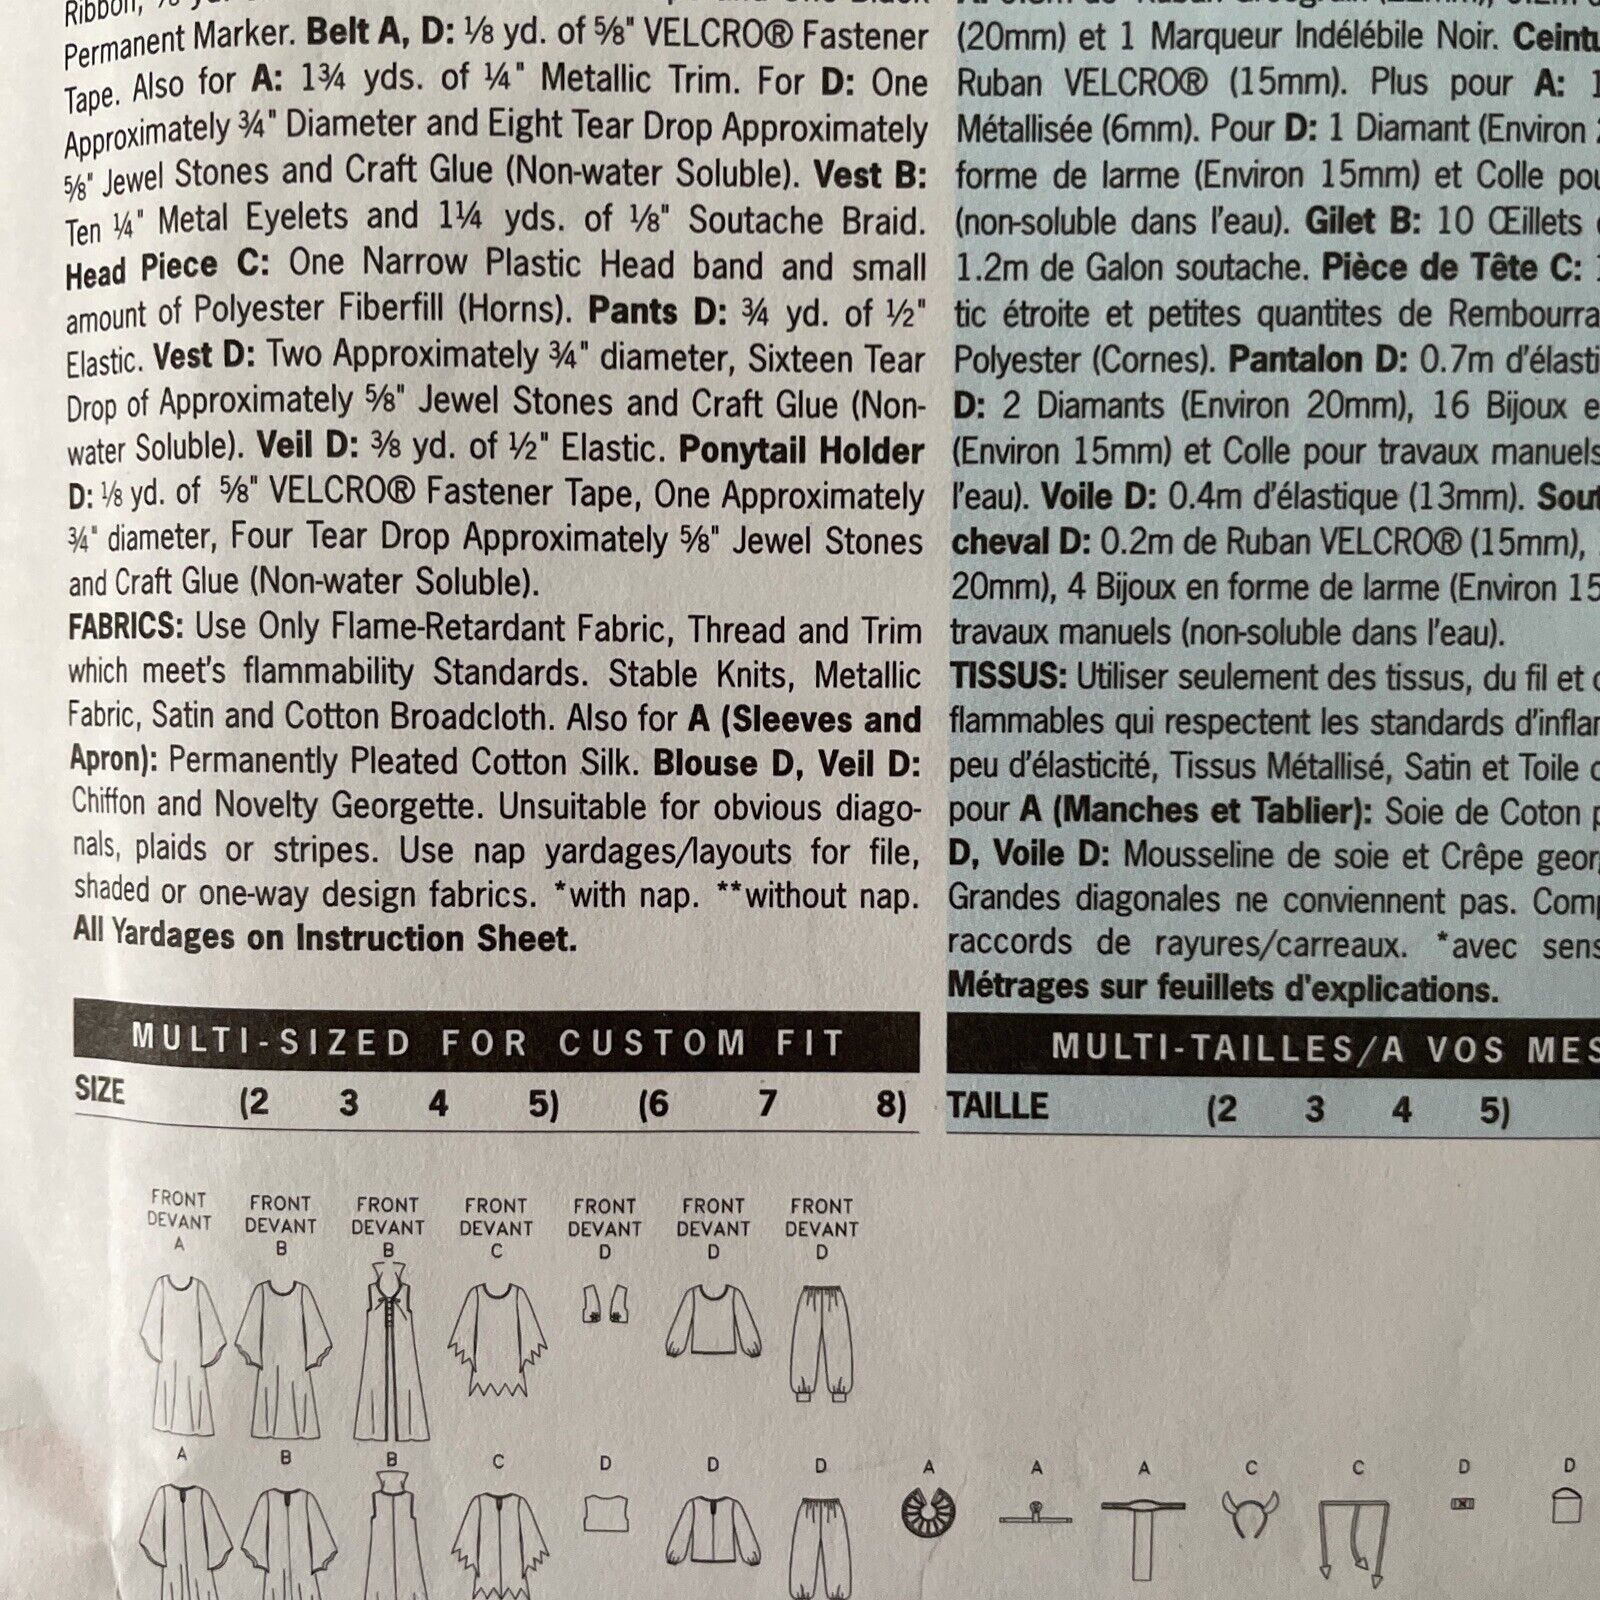 Permanent Marker. Belt A, D: ⅛ yd. of ⅝" VELCRO® Fastener
Tape. Also for A: 1¾ yds. of ¼" Metallic Trim. For D: One
Approximately ¾" Diameter and Eight Tear Drop Approximately
⅝" Jewel Stones and Craft Glue (Non-water Soluble). Vest B:
Ten ¼" Metal Eyelets and 1¼ yds. of ⅛" Soutache Braid.
Head Piece C: One Narrow Plastic Head band and small
amount of Polyester Fiberfill (Horns). Pants D: ¾ yd. of ½"
Elastic. Vest D: Two Approximately ¾" diameter, Sixteen Tear
Drop of Approximately ⅝" Jewel Stones and Craft Glue (Non-
water Soluble). Veil D: ⅜ yd. of ½" Elastic. Ponytail Holder
D: ⅛ yd. of ⅝" VELCRO® Fastener Tape, One Approximately
¾" diameter, Four Tear Drop Approximately ⅝" Jewel Stones
and Craft Glue (Non-water Soluble).
FABRICS: Use Only Flame-Retardant Fabric, Thread and Trim
which meet's flammability Standards. Stable Knits, Metallic
Fabric, Satin and Cotton Broadcloth. Also for A (Sleeves and
Apron): Permanently Pleated Cotton Silk. Blouse D, Veil D:
Chiffon and Novelty Georgette. Unsuitable for obvious diago-
nals, plaids or stripes. Use nap yardages/layouts for file,
shaded or one-way design fabrics. *with nap. **without nap.
All Yardages on Instruction Sheet.
MULTI-SIZED FOR CUSTOM FIT
SIZE (2 3 4 5) (6 7 8)
(20mm) et 1 Marqueur Indélébile Noir. Ceintu
Ruban VELCRO® (15mm). Plus pour A: 1
Métallisée (6mm). Pour D: 1 Diamant (Environ
forme de larme (Environ 15mm) et Colle pou
(non-soluble dans l'eau). Gilet B: 10 Œillets
1.2m de Galon soutache. Pièce de Tête C:
tic étroite et petites quantites de Rembourra
Polyester (Cornes). Pantalon D: 0.7m d'élasti
D: 2 Diamants (Environ 20mm), 16 Bijoux e
(Environ 15mm) et Colle pour travaux manuels
l'eau). Voile D: 0.4m d'élastique (13mm). Sout
cheval D: 0.2m de Ruban VELCRO® (15mm),
20mm), 4 Bijoux en forme de larme (Environ 15
travaux manuels (non-soluble dans l'eau).
TISSUS: Utiliser seulement des tissus, du fil et
flammables qui respectent les standards d'inflam
peu d'élasticité, Tissus Métallisé, Satin et Toile
pour A (Manches et Tablier): Soie de Coton p
D, Voile D: Mousseline de soie et Crêpe geor
Grandes diagonales ne conviennent pas. Comp
raccords de rayures/carreaux. *avec sens
Métrages sur feuillets d'explications.
MULTI-TAILLES/A VOS MES
TAILLE (2 3 4 5)
FRONT FRONT FRONT FRONT FRONT FRONT FRONT
DEVANT DEVANT DEVANT DEVANT DEVANT DEVANT DEVANT
A B B C D D D
A B B C D D D A A A C C D D